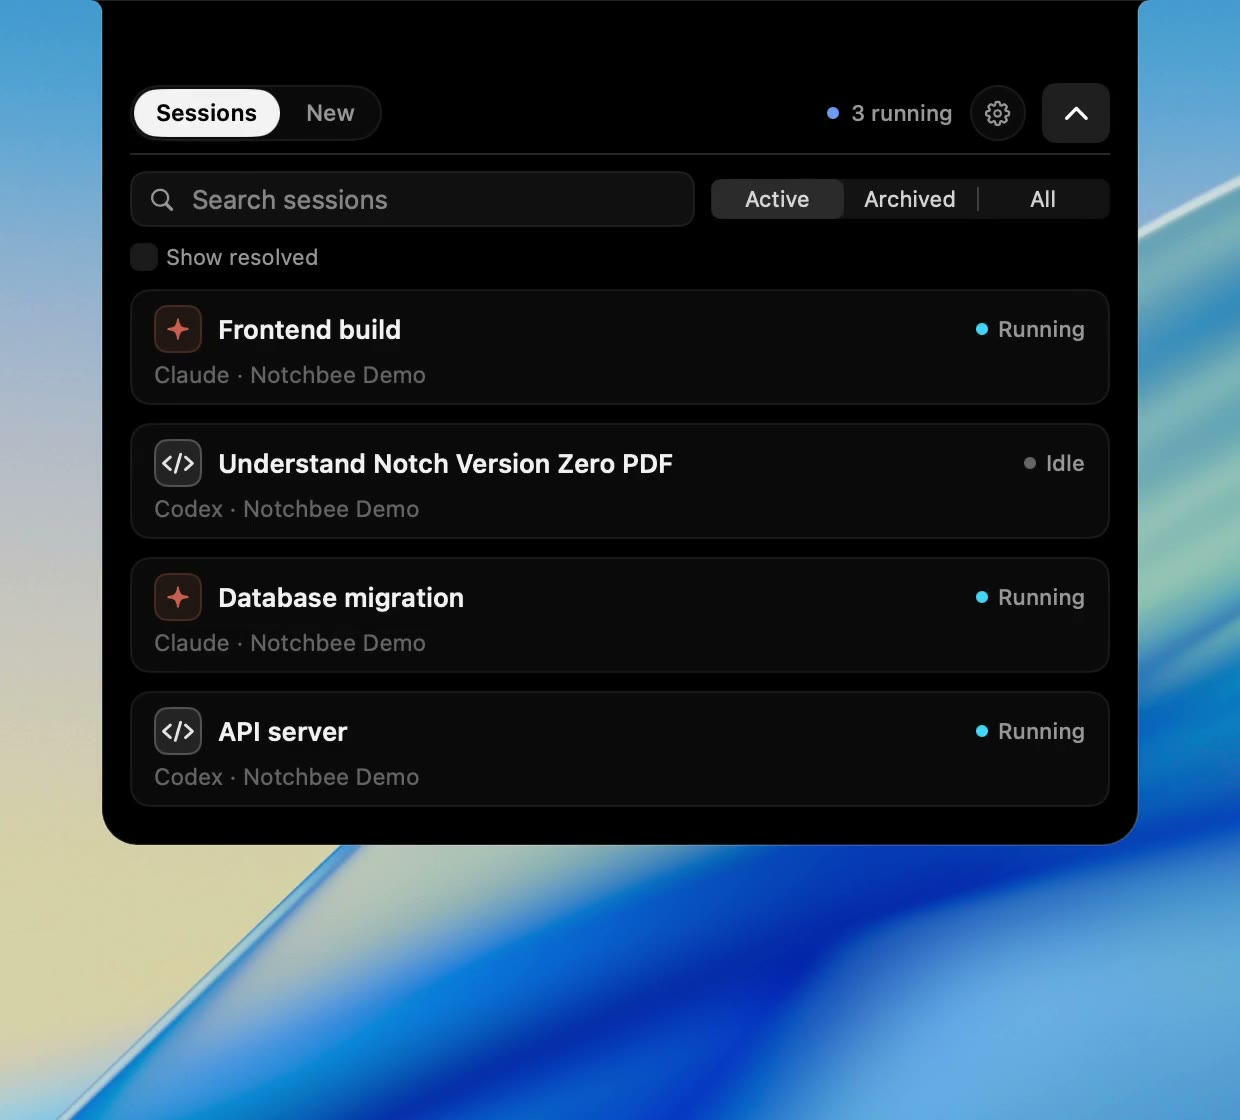 Sessions New 3 running
Search sessions Active Archived All
Show resolved
Frontend build Running
Claude · Notchbee Demo
</> Understand Notch Version Zero PDF Idle
Codex · Notchbee Demo
Database migration Running
Claude · Notchbee Demo
</> API server Running
Codex · Notchbee Demo